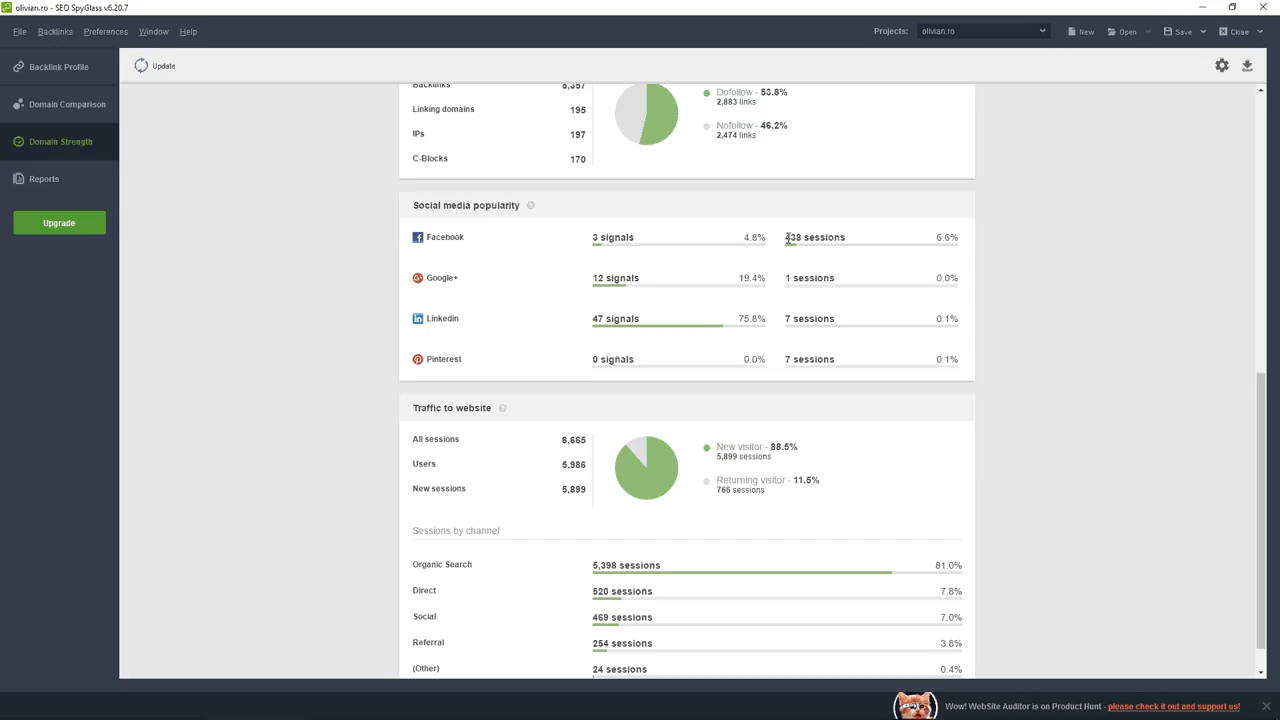 olivian.ro - SEO SpyGlass v6.20.7
File Backlinks Preferences Window Help Projects: olivian.ro New Open Save Close
Backlink Profile
Domain Comparison
Domain Strength
Reports
Upgrade
Update
Backlinks 5,357
Linking domains 195
IPs 197
C-Blocks 170
Dofollow - 53.8%
2,883 links
Nofollow - 46.2%
2,474 links
Social media popularity ?
Facebook 3 signals 4.8% 438 sessions 6.6%
Google+ 12 signals 19.4% 1 sessions 0.0%
Linkedin 47 signals 75.8% 7 sessions 0.1%
Pinterest 0 signals 0.0% 7 sessions 0.1%
Traffic to website ?
All sessions 6,665
Users 5,986
New sessions 5,899
New visitor - 88.5%
5,899 sessions
Returning visitor - 11.5%
766 sessions
Sessions by channel
Organic Search 5,398 sessions 81.0%
Direct 520 sessions 7.8%
Social 469 sessions 7.0%
Referral 254 sessions 3.8%
(Other) 24 sessions 0.4%
Wow! WebSite Auditor is on Product Hunt - please check it out and support us!